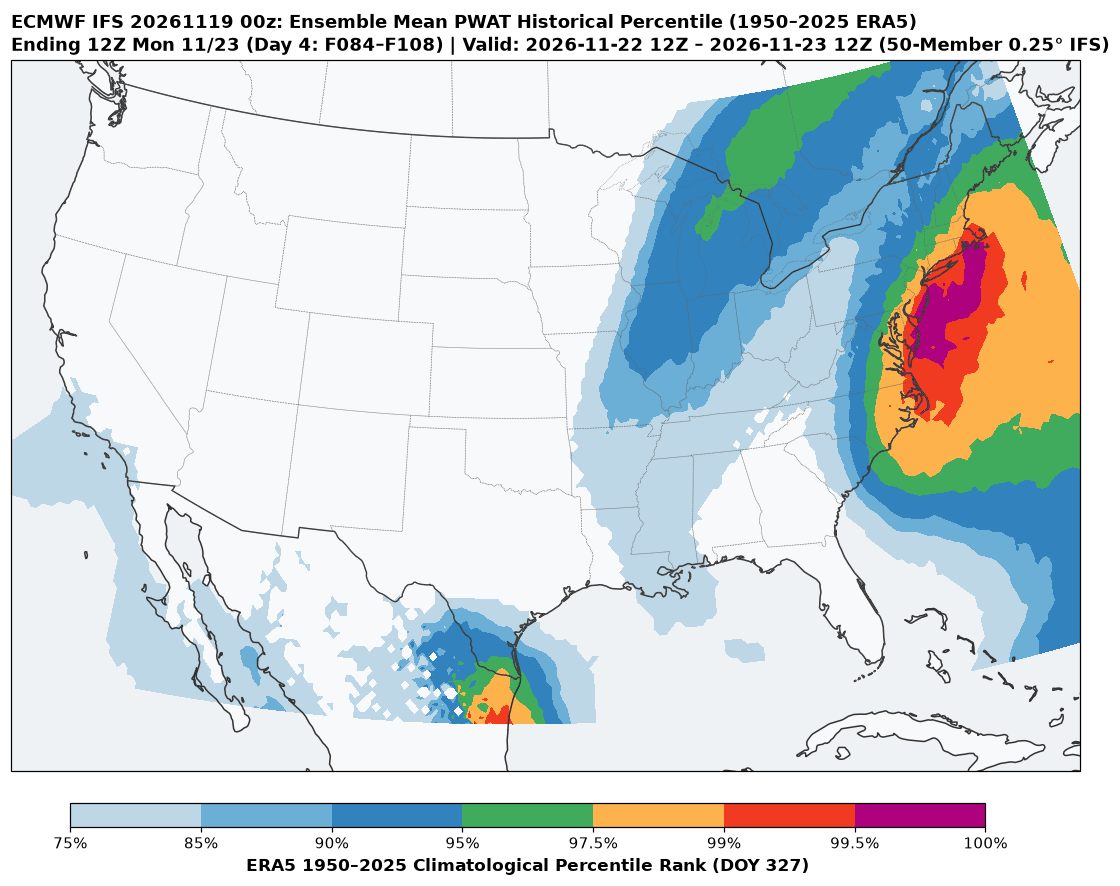 ECMWF IFS 20261119 00z: Ensemble Mean PWAT Historical Percentile (1950–2025 ERA5)
Ending 12Z Mon 11/23 (Day 4: F084–F108) | Valid: 2026-11-22 12Z – 2026-11-23 12Z (50-Member 0.25° IFS)
75% 85% 90% 95% 97.5% 99% 99.5% 100%
ERA5 1950–2025 Climatological Percentile Rank (DOY 327)